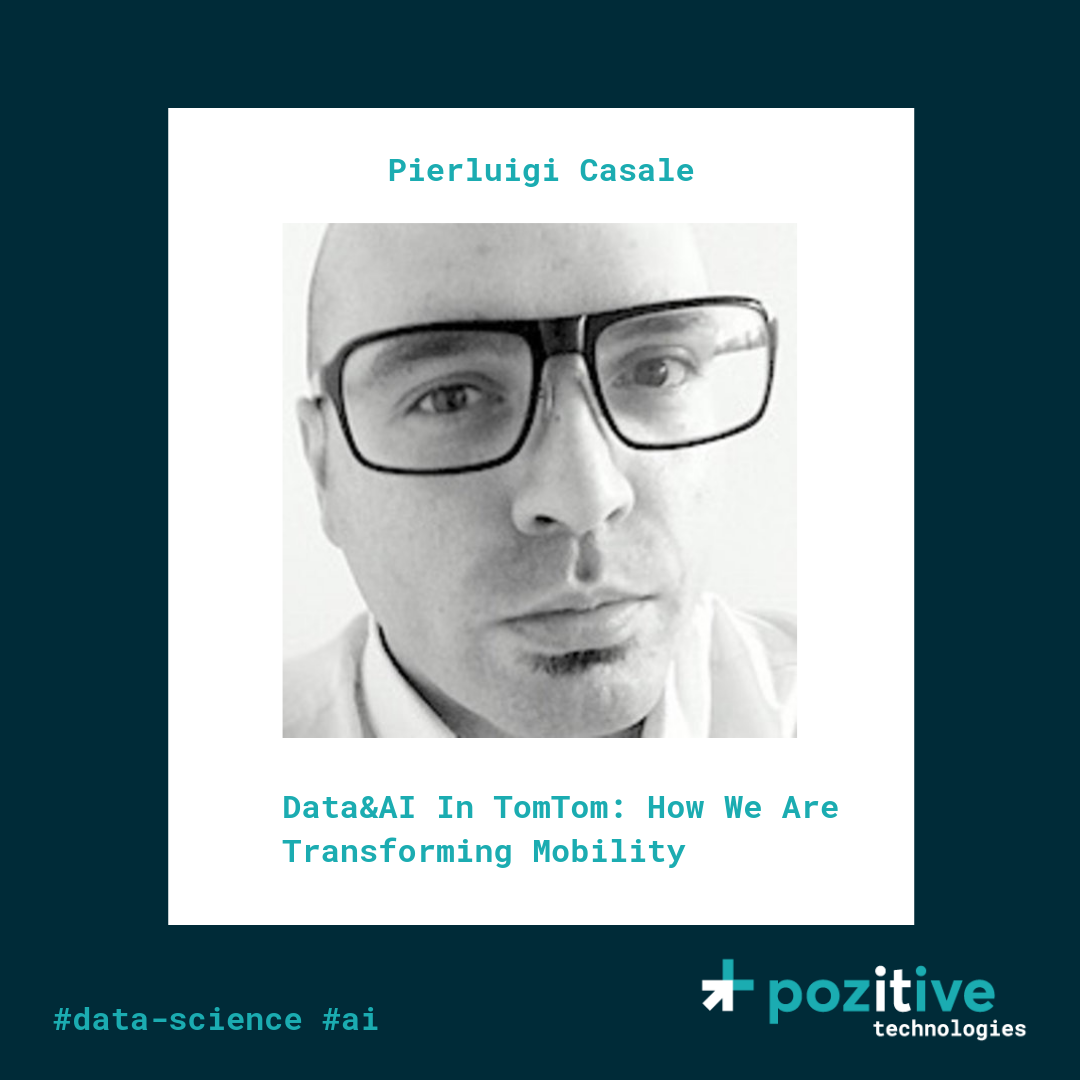 Pierluigi Casale
Data&AI In TomTom: How We Are
Transforming Mobility
#data-science #ai
pozitive
technologies